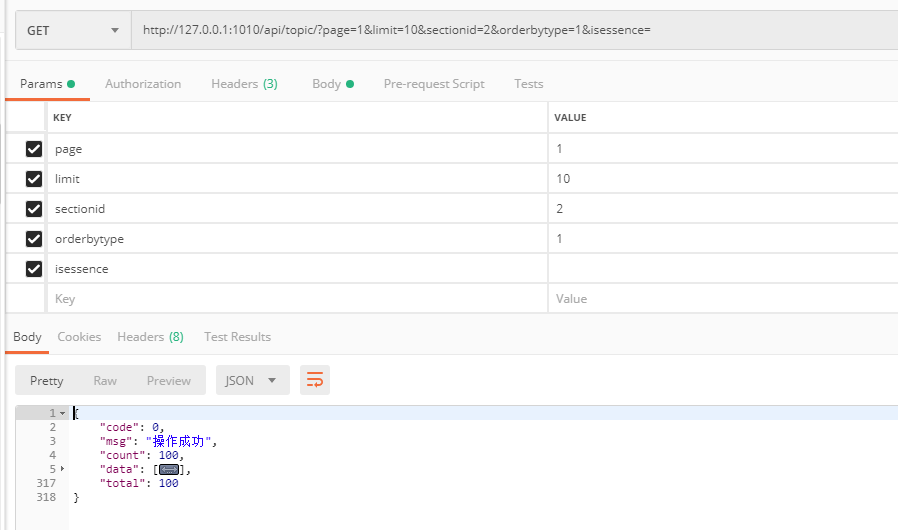 GET http://127.0.0.1:1010/api/topic/?page=1&limit=10&sectionid=2&orderbytype=1&isessence=
Params Authorization Headers (3) Body Pre-request Script Tests
KEY VALUE
page 1
limit 10
sectionid 2
orderbytype 1
isessence
Key Value
Body Cookies Headers (8) Test Results
Pretty Raw Preview JSON
1 {
2 "code": 0,
3 "msg": "操作成功",
4 "count": 100,
5 "data": [↔],
317 "total": 100
318 }